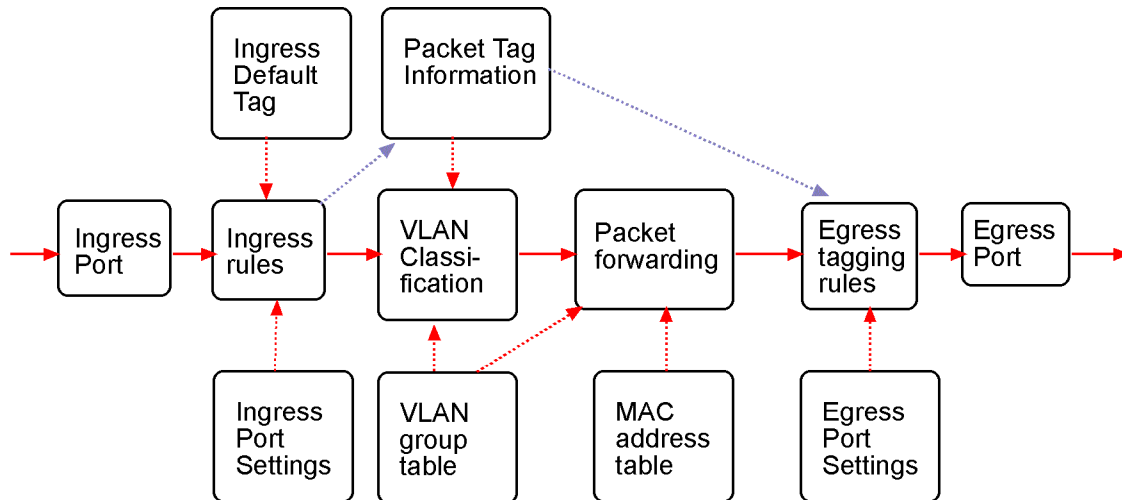 Ingress
Default
Tag
Packet Tag
Information
Ingress
Port
Ingress
rules
VLAN
Classi-
fication
Packet
forwarding
Egress
tagging
rules
Egress
Port
Ingress
Port
Settings
VLAN
group
table
MAC
address
table
Egress
Port
Settings